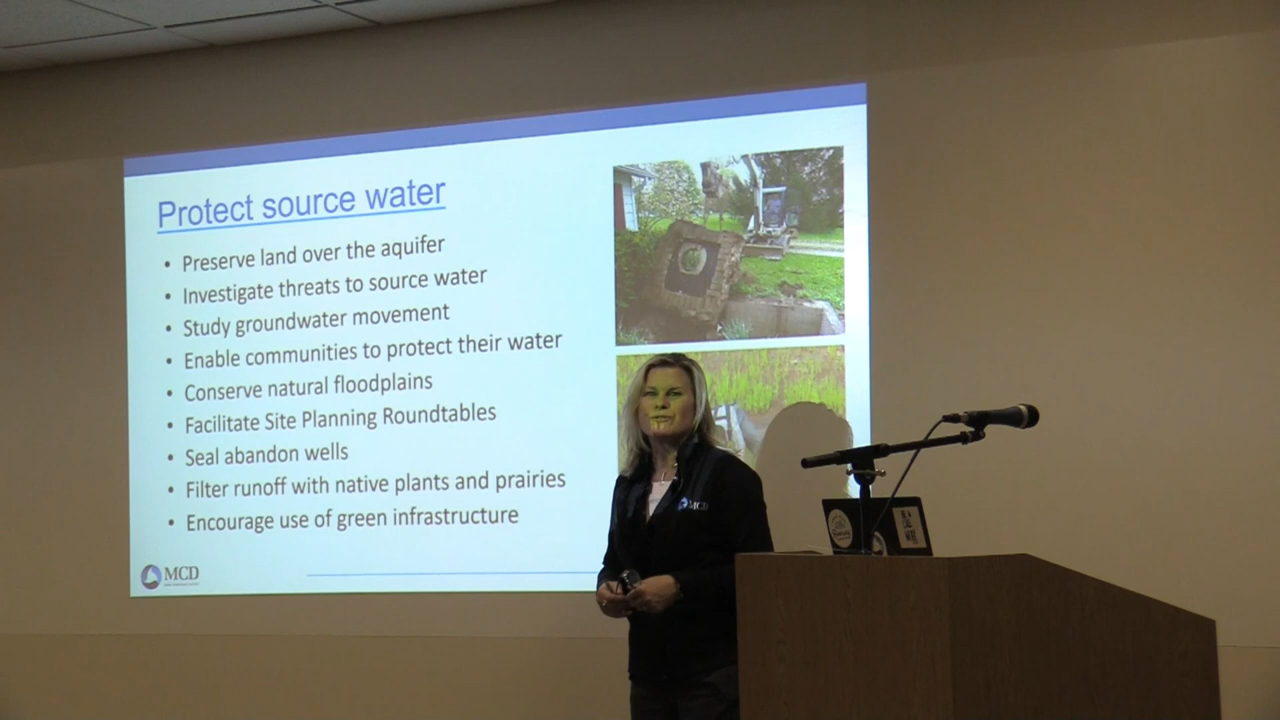 Protect source water
• Preserve land over the aquifer
• Investigate threats to source water
• Study groundwater movement
• Enable communities to protect their water
• Conserve natural floodplains
• Facilitate Site Planning Roundtables
• Seal abandon wells
• Filter runoff with native plants and prairies
• Encourage use of green infrastructure
MCD
MCD